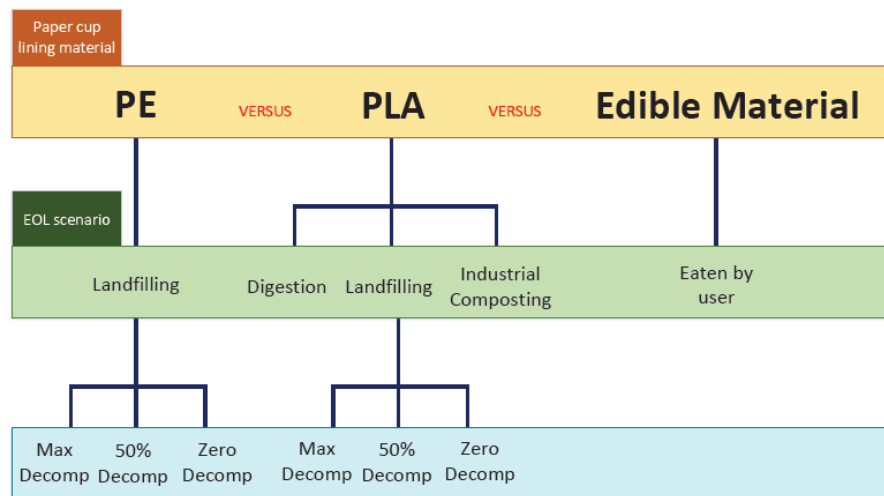 Paper cup
lining material
PE VERSUS PLA VERSUS Edible Material
EOL scenario
Landfilling Digestion Landfilling Industrial
Composting Eaten by
user
Max
Decomp 50%
Decomp Zero
Decomp Max
Decomp 50%
Decomp Zero
Decomp